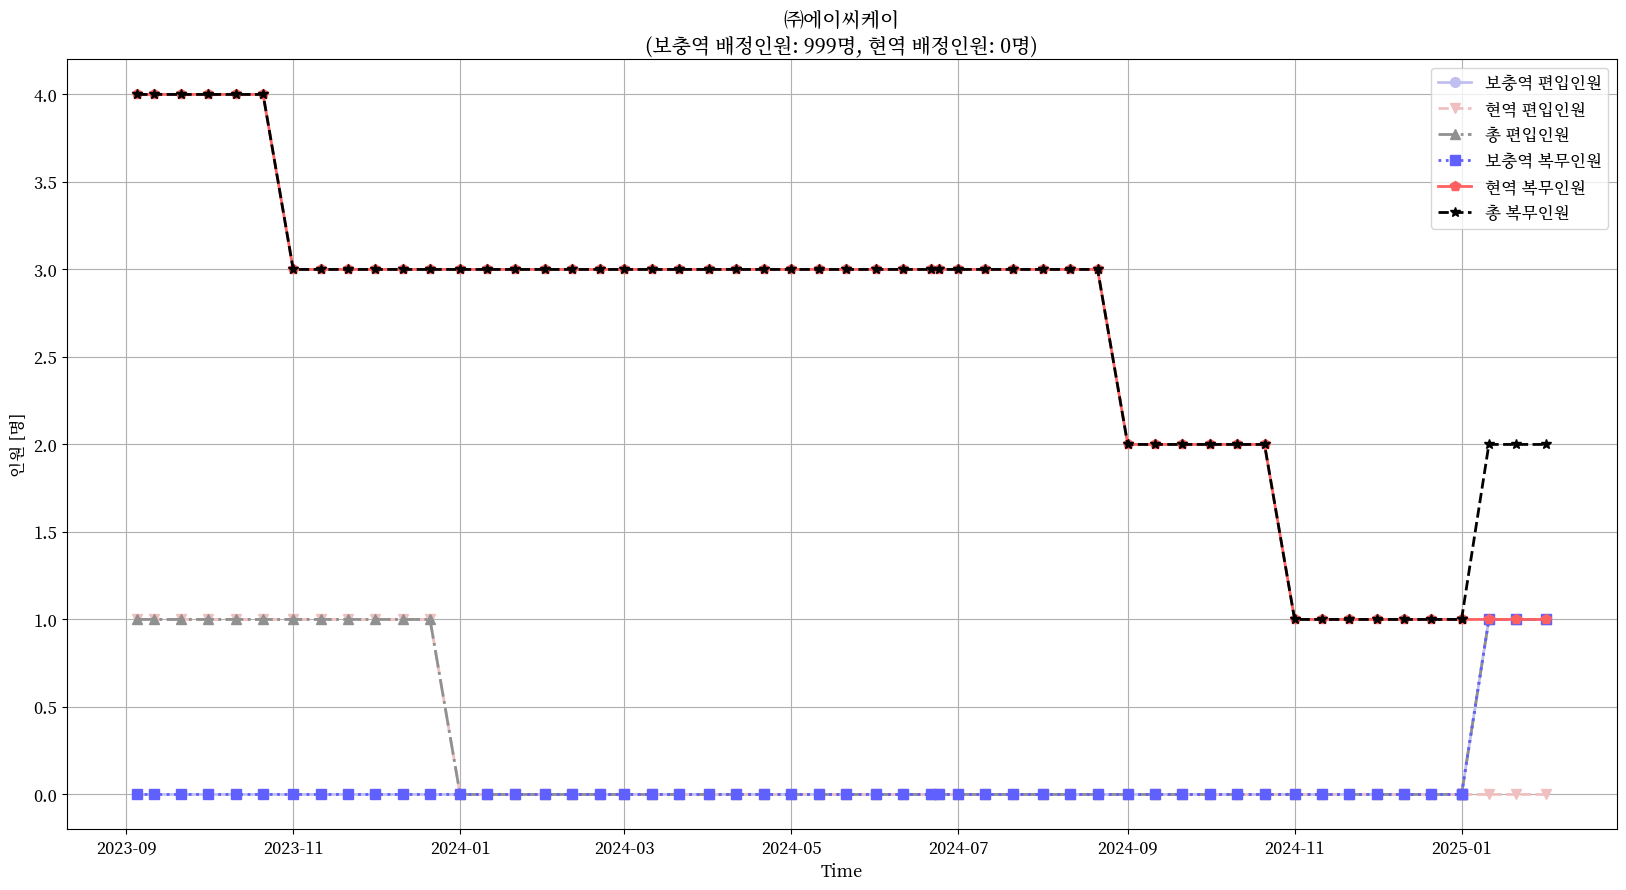 ㈜에이씨케이
(보충역 배정인원: 999명, 현역 배정인원: 0명)
보충역 편입인원
현역 편입인원
총 편입인원
보충역 복무인원
현역 복무인원
총 복무인원
인원 [명]
4.0
3.5
3.0
2.5
2.0
1.5
1.0
0.5
0.0
2023-09 2023-11 2024-01 2024-03 2024-05 2024-07 2024-09 2024-11 2025-01
Time